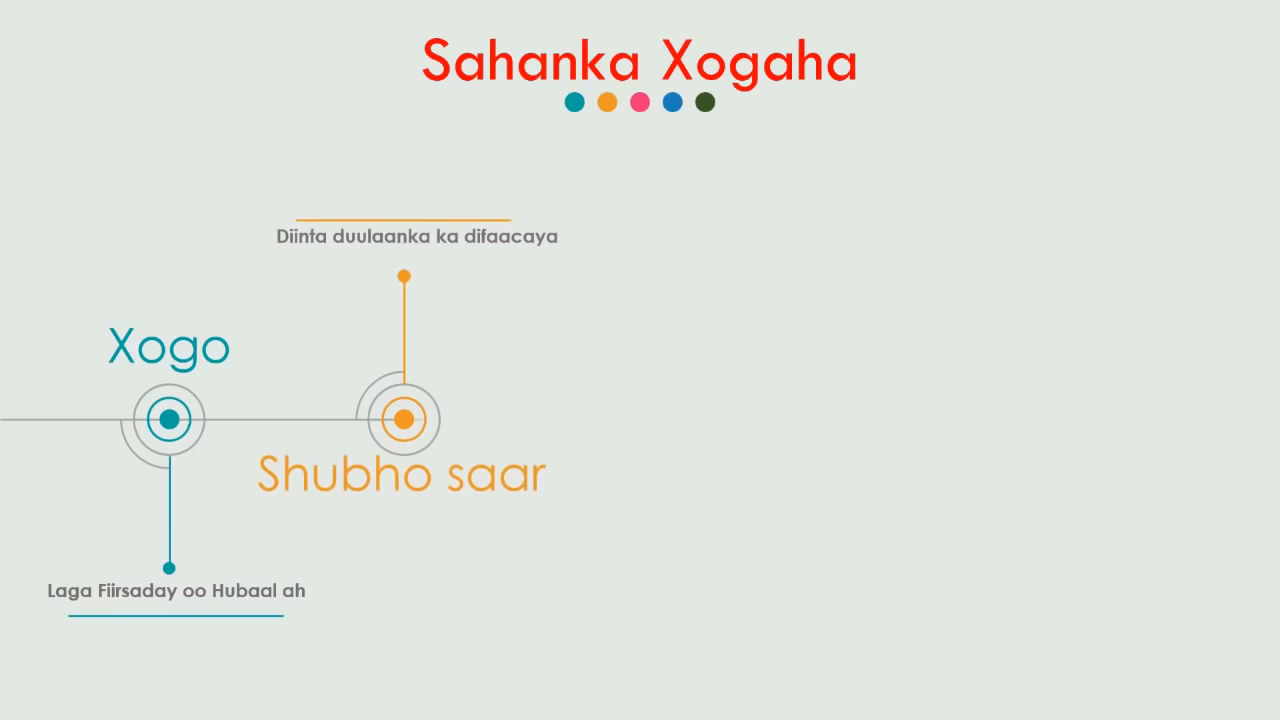 Sahanka Xogaha
Diinta duulaanka ka difaacaya
Xogo
Shubho saar
Laga Fiirsaday oo Hubaal ah